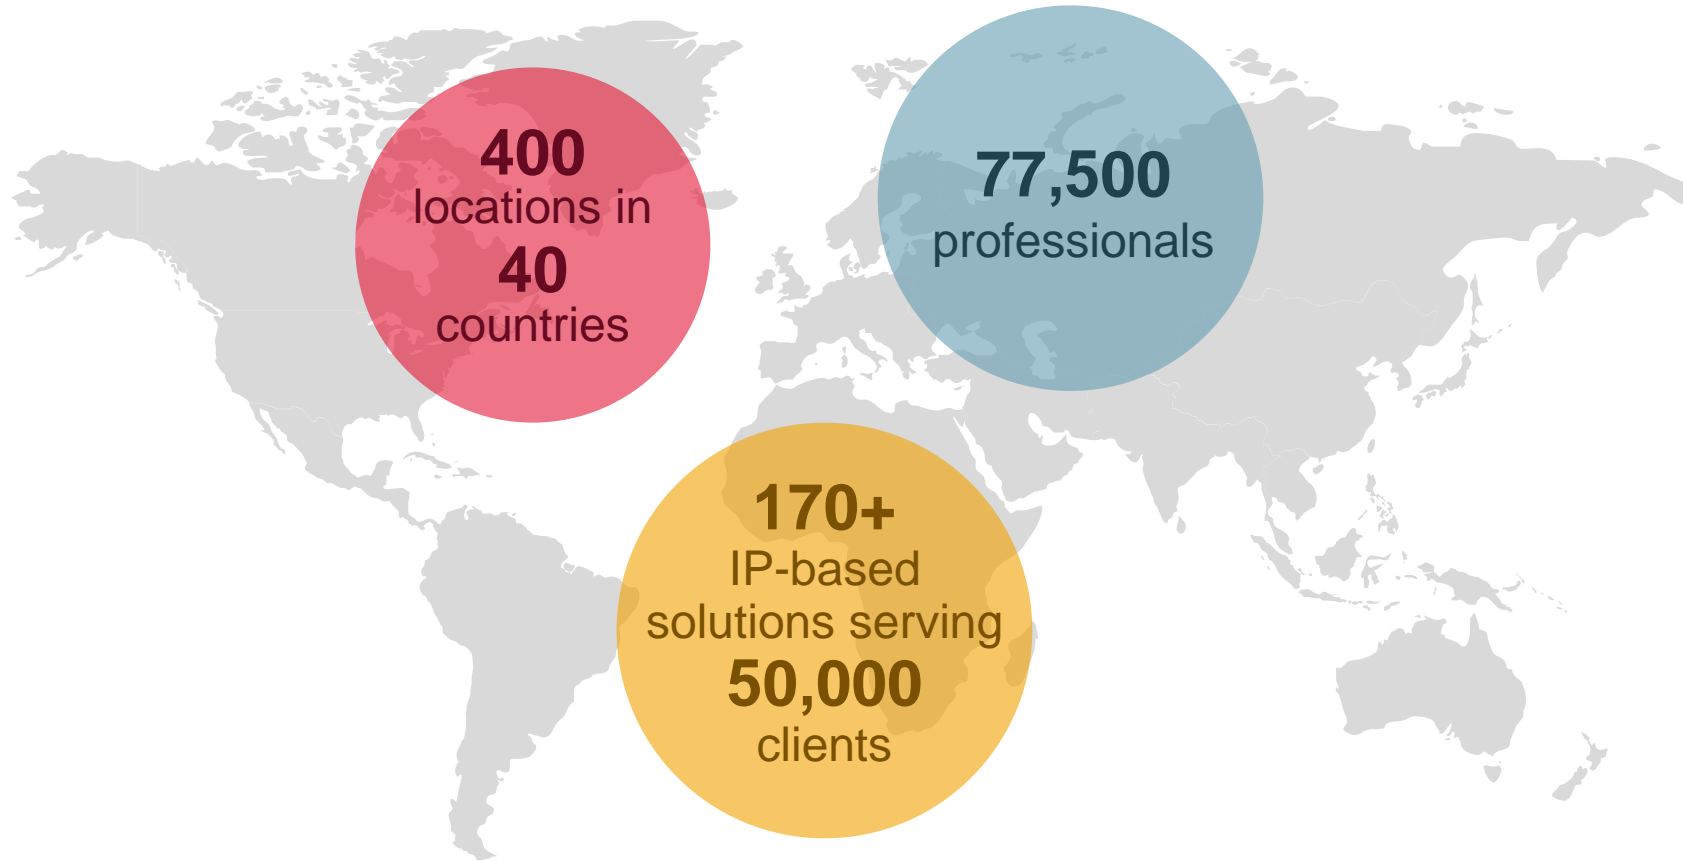 400
locations in
40
countries
77,500
professionals
170+
IP-based
solutions serving
50,000
clients